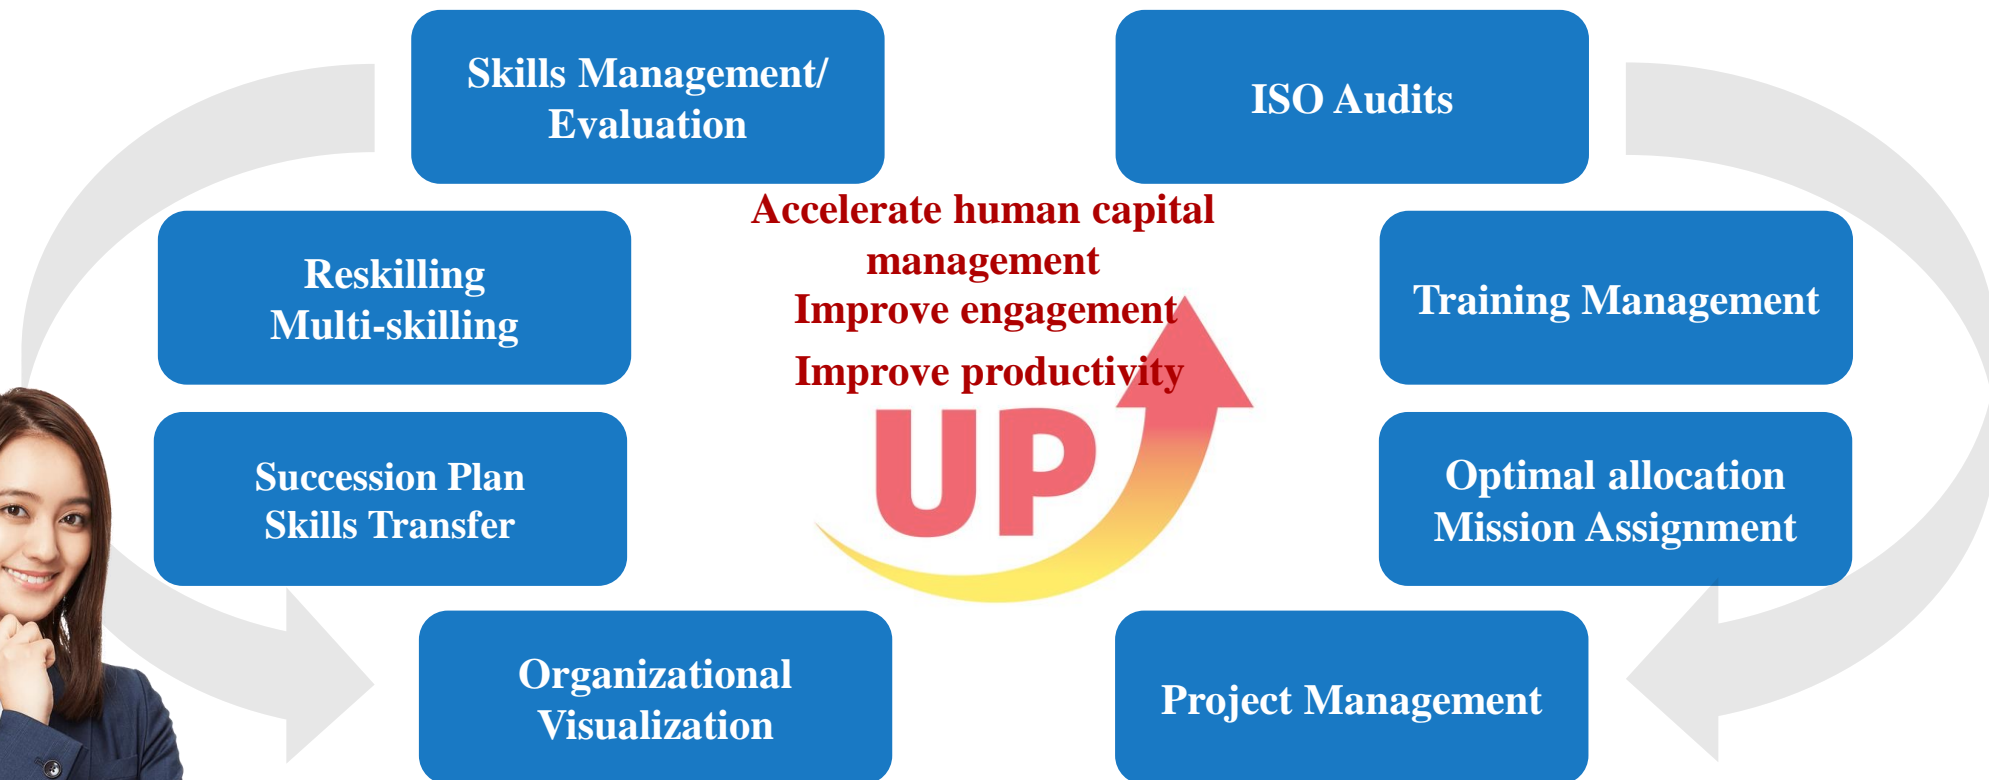 Skills Management/
Evaluation
ISO Audits
Accelerate human capital
management
Improve engagement
Improve productivity
Reskilling
Multi-skilling
Training Management
UP
Succession Plan
Skills Transfer
Optimal allocation
Mission Assignment
Organizational
Visualization
Project Management